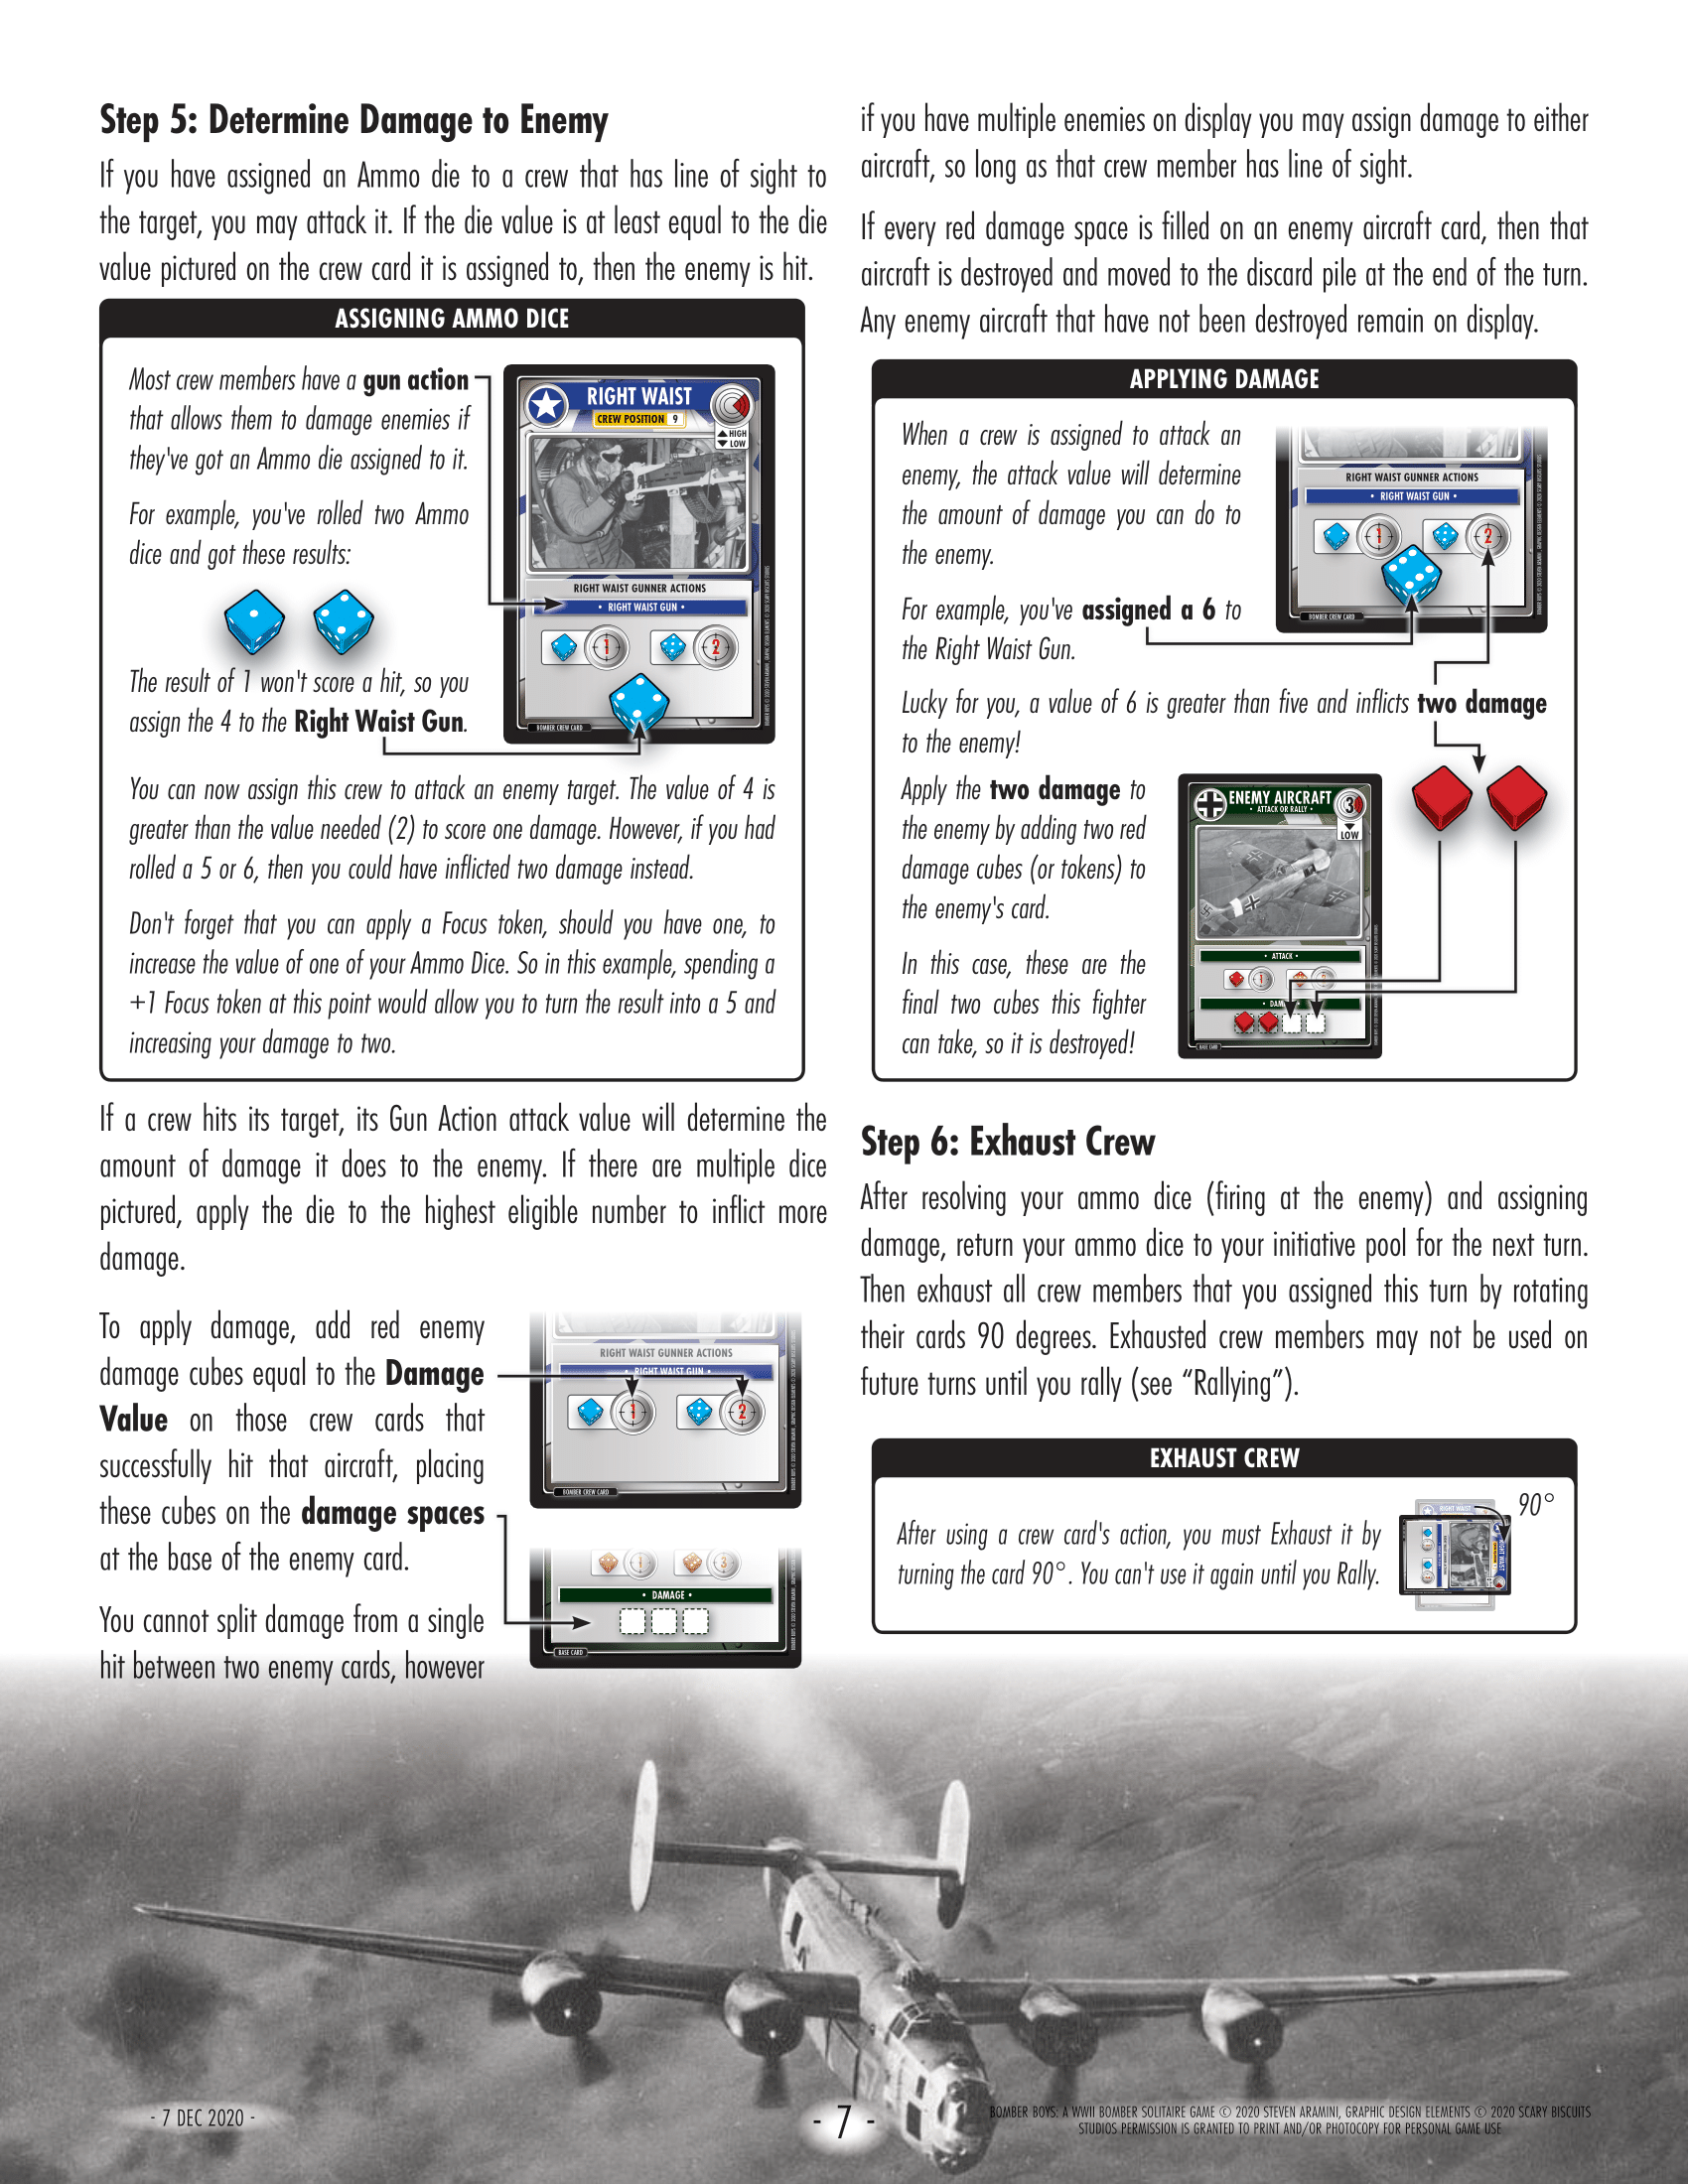 Step 5: Determine Damage to Enemy
If you have assigned an Ammo die to a crew that has line of sight to
the target, you may attack it. If the die value is at least equal to the die
value pictured on the crew card it is assigned to, then the enemy is hit.
ASSIGNING AMMO DICE
Most crew members have a gun action
that allows them to damage enemies if
they've got an Ammo die assigned to it.
For example, you've rolled two Ammo
dice and got these results:
The result of 1 won't score a hit, so you
assign the 4 to the Right Waist Gun.
RIGHT WAIST
CREW POSITION 9
HIGH
LOW
RIGHT WAIST GUNNER ACTIONS
• RIGHT WAIST GUN •
1
2
BOMBER CREW CARD
You can now assign this crew to attack an enemy target. The value of 4 is
greater than the value needed (2) to score one damage. However, if you had
rolled a 5 or 6, then you could have inflicted two damage instead.
Don't forget that you can apply a Focus token, should you have one, to
increase the value of one of your Ammo Dice. So in this example, spending a
+1 Focus token at this point would allow you to turn the result into a 5 and
increasing your damage to two.
If a crew hits its target, its Gun Action attack value will determine the
amount of damage it does to the enemy. If there are multiple dice
pictured, apply the die to the highest eligible number to inflict more
damage.
To apply damage, add red enemy
damage cubes equal to the Damage
Value on those crew cards that
successfully hit that aircraft, placing
these cubes on the damage spaces
at the base of the enemy card.
You cannot split damage from a single
hit between two enemy cards, however
RIGHT WAIST GUNNER ACTIONS
• RIGHT WAIST GUN •
1
2
BOMBER CREW CARD
1
3
• DAMAGE •
BASE CARD
if you have multiple enemies on display you may assign damage to either
aircraft, so long as that crew member has line of sight.
If every red damage space is filled on an enemy aircraft card, then that
aircraft is destroyed and moved to the discard pile at the end of the turn.
Any enemy aircraft that have not been destroyed remain on display.
APPLYING DAMAGE
When a crew is assigned to attack an
enemy, the attack value will determine
the amount of damage you can do to
the enemy.
For example, you've assigned a 6 to
the Right Waist Gun.
RIGHT WAIST GUNNER ACTIONS
• RIGHT WAIST GUN •
1
2
BOMBER CREW CARD
Lucky for you, a value of 6 is greater than five and inflicts two damage
to the enemy!
Apply the two damage to
the enemy by adding two red
damage cubes (or tokens) to
the enemy's card.
In this case, these are the
final two cubes this fighter
can take, so it is destroyed!
ENEMY AIRCRAFT
• ATTACK OR RALLY •
3
LOW
• ATTACK •
1
BASE CARD
Step 6: Exhaust Crew
After resolving your ammo dice (firing at the enemy) and assigning
damage, return your ammo dice to your initiative pool for the next turn.
Then exhaust all crew members that you assigned this turn by rotating
their cards 90 degrees. Exhausted crew members may not be used on
future turns until you rally (see “Rallying”).
EXHAUST CREW
After using a crew card's action, you must Exhaust it by
turning the card 90°. You can't use it again until you Rally.
90°
RIGHT WAIST
- 7 DEC 2020 -
- 7 -
BOMBER BOYS: A WWII BOMBER SOLITAIRE GAME © 2020 STEVEN ARAMINI, GRAPHIC DESIGN ELEMENTS © 2020 SCARY BISCUITS
STUDIOS PERMISSION IS GRANTED TO PRINT AND/OR PHOTOCOPY FOR PERSONAL GAME USE